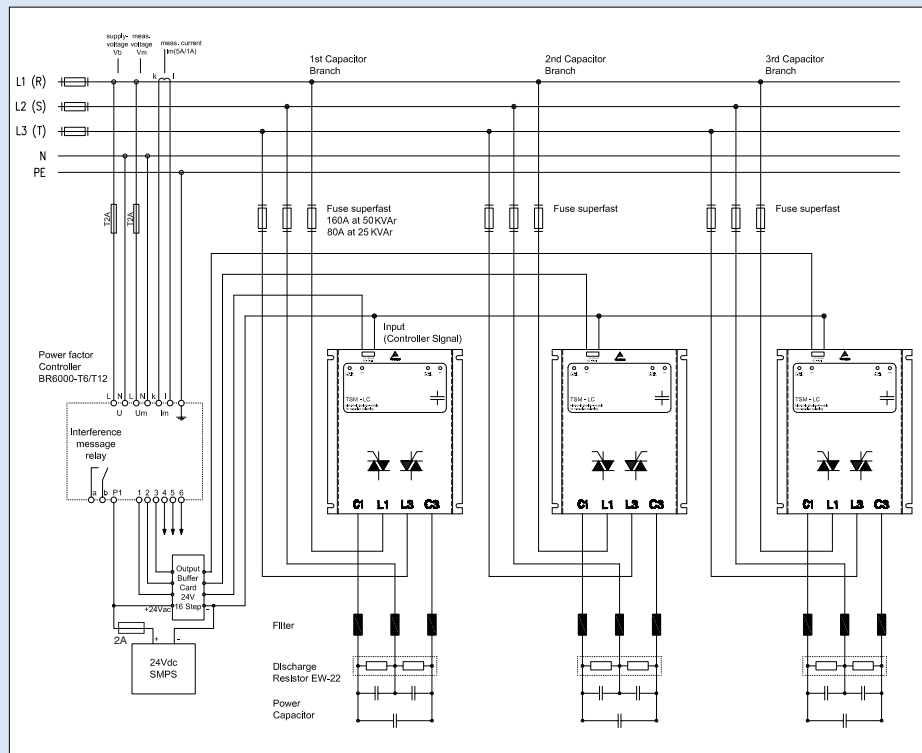 supply-
voltage
Vb
meas.
voltage
Vm
meas. current
Im(5A/1A)
k l
1st Capacitor
Branch
2nd Capacitor
Branch
3rd Capacitor
Branch
L1 (R)
L2 (S)
L3 (T)
N
PE
T2A
T2A
Fuse superfast
160A at 50 KVAr
80A at 25 KVAr
Fuse superfast
Fuse superfast
Input
(Controller Signal)
Power factor
Controller
BR6000-T6/T12
L N L N k l
U Um Im
Interference
message
relay
a b P1 1 2 3 4 5 6
TSM - LC
TSM - LC
TSM - LC
C1 L1 L3 C3
C1 L1 L3 C3
C1 L1 L3 C3
Output
Buffer
Card
24V
16 Step
+24Vac
-
2A
+ -
24Vdc
SMPS
Filter
Discharge
Resistor EW-22
Power
Capacitor